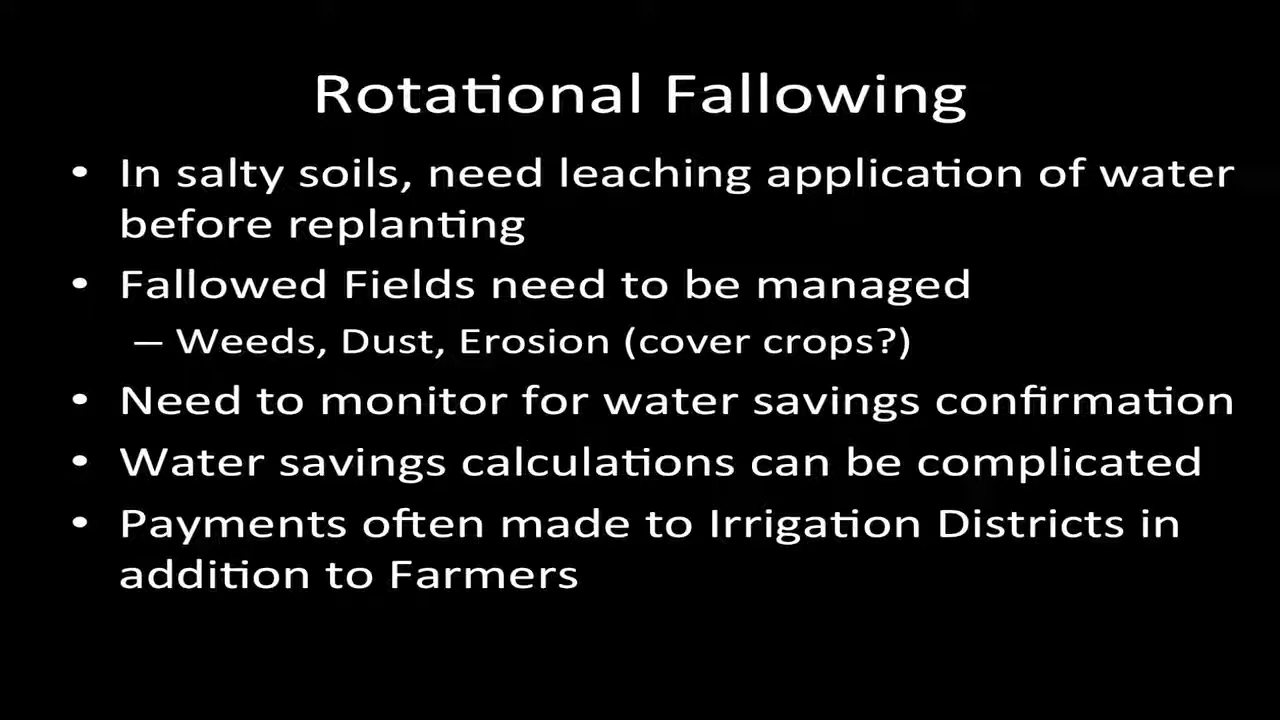 Rotational Fallowing
• In salty soils, need leaching application of water
before replanting
• Fallowed Fields need to be managed
– Weeds, Dust, Erosion (cover crops?)
• Need to monitor for water savings confirmation
• Water savings calculations can be complicated
• Payments often made to Irrigation Districts in
addition to Farmers